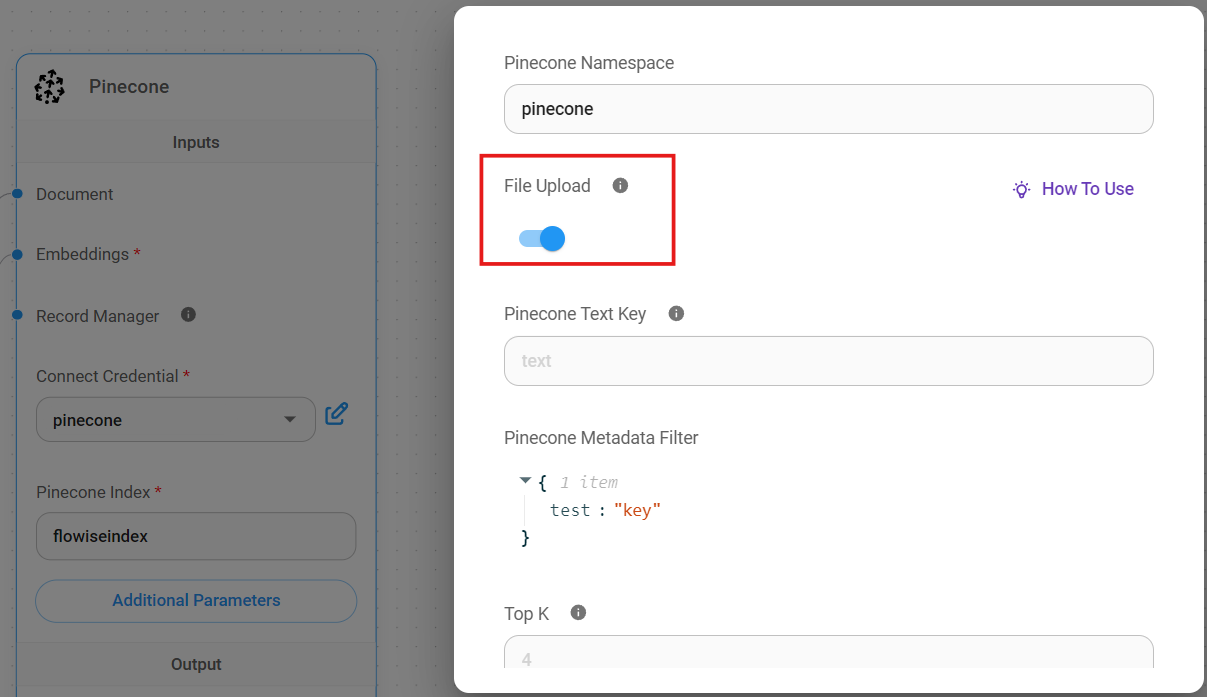 Pinecone
Inputs
Document
Embeddings *
Record Manager
Connect Credential *
pinecone
Pinecone Index *
flowiseindex
Additional Parameters
Output
Pinecone Namespace
pinecone
File Upload
How To Use
Pinecone Text Key
text
Pinecone Metadata Filter
{ 1 item
test : "key"
}
Top K
4